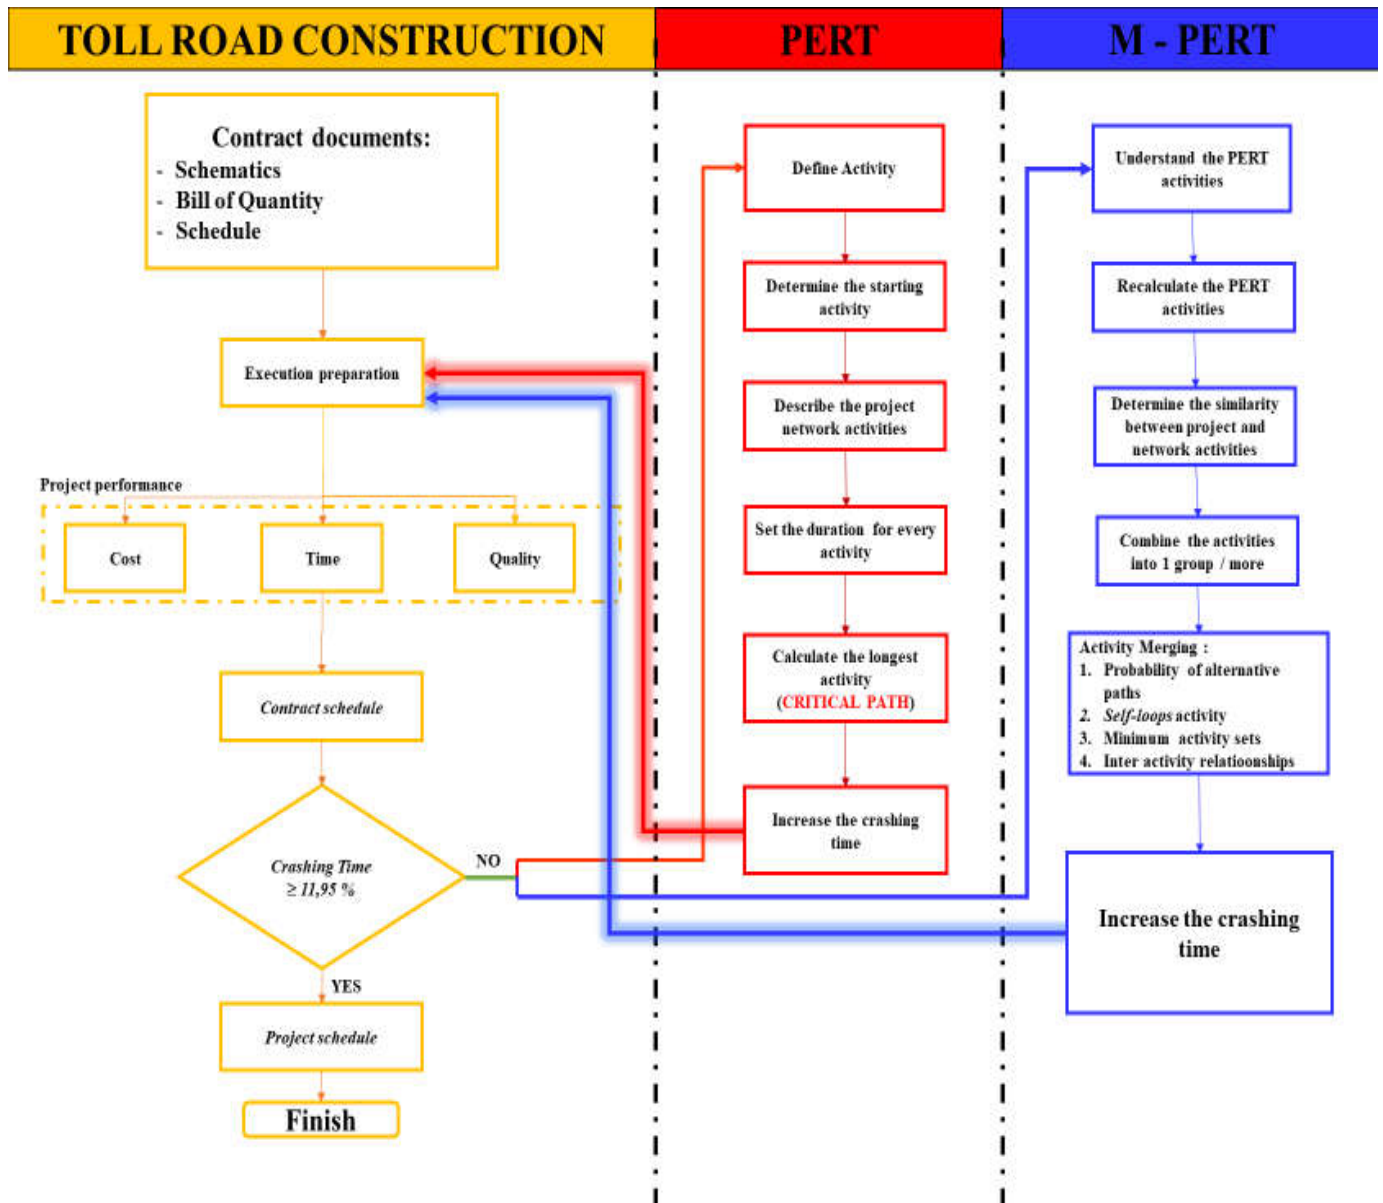 TOLL ROAD CONSTRUCTION
PERT
M - PERT
Contract documents:
- Schematics
- Bill of Quantity
- Schedule
Execution preparation
Project performance
Cost
Time
Quality
Contract schedule
Crashing Time
≥ 11,95 %
NO
YES
Project schedule
Finish
Define Activity
Determine the starting
activity
Describe the project
network activities
Set the duration for every
activity
Calculate the longest
activity
(CRITICAL PATH)
Increase the crashing
time
Understand the PERT
activities
Recalculate the PERT
activities
Determine the similarity
between project and
network activities
Combine the activities
into 1 group / more
Activity Merging :
1. Probability of alternative
paths
2. Self-loops activity
3. Minimum activity sets
4. Inter activity relatioonships
Increase the crashing
time